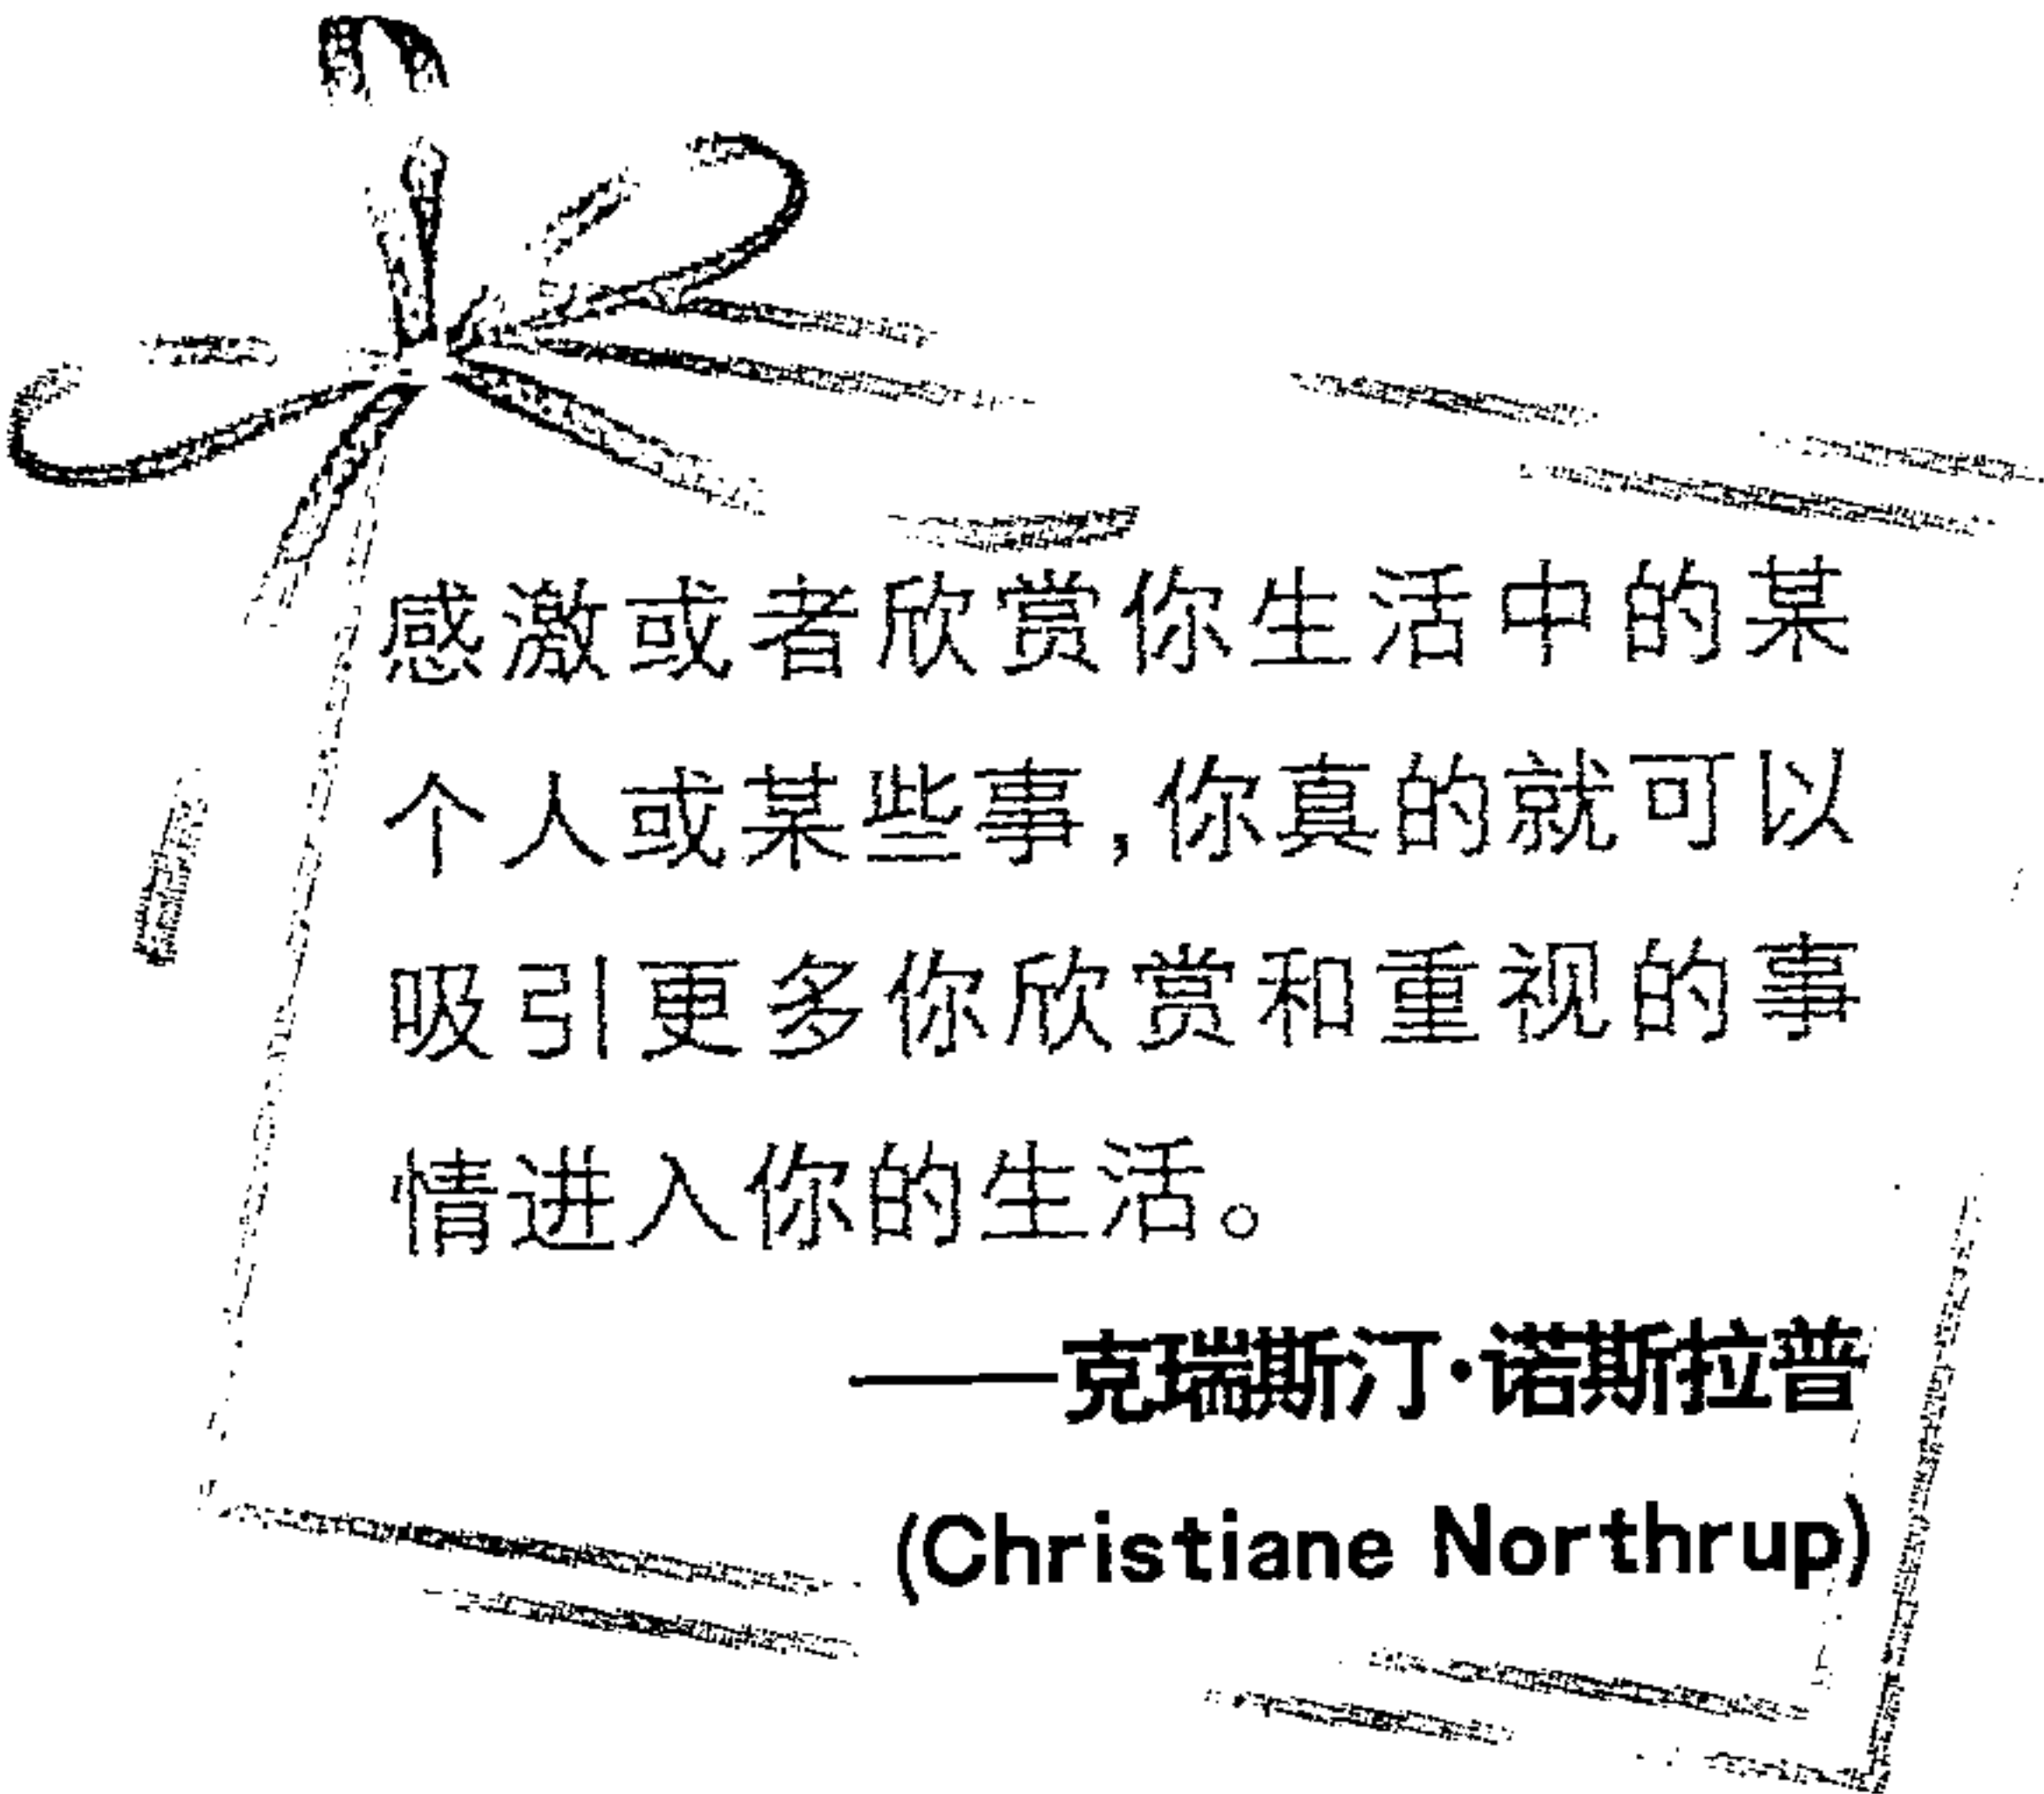 感激或者欣赏你生活中的某
个人或某些事,你真的就可以
吸引更多你欣赏和重视的事
情进入你的生活。
——克瑞斯汀·诺斯拉普
(Christiane Northrup)